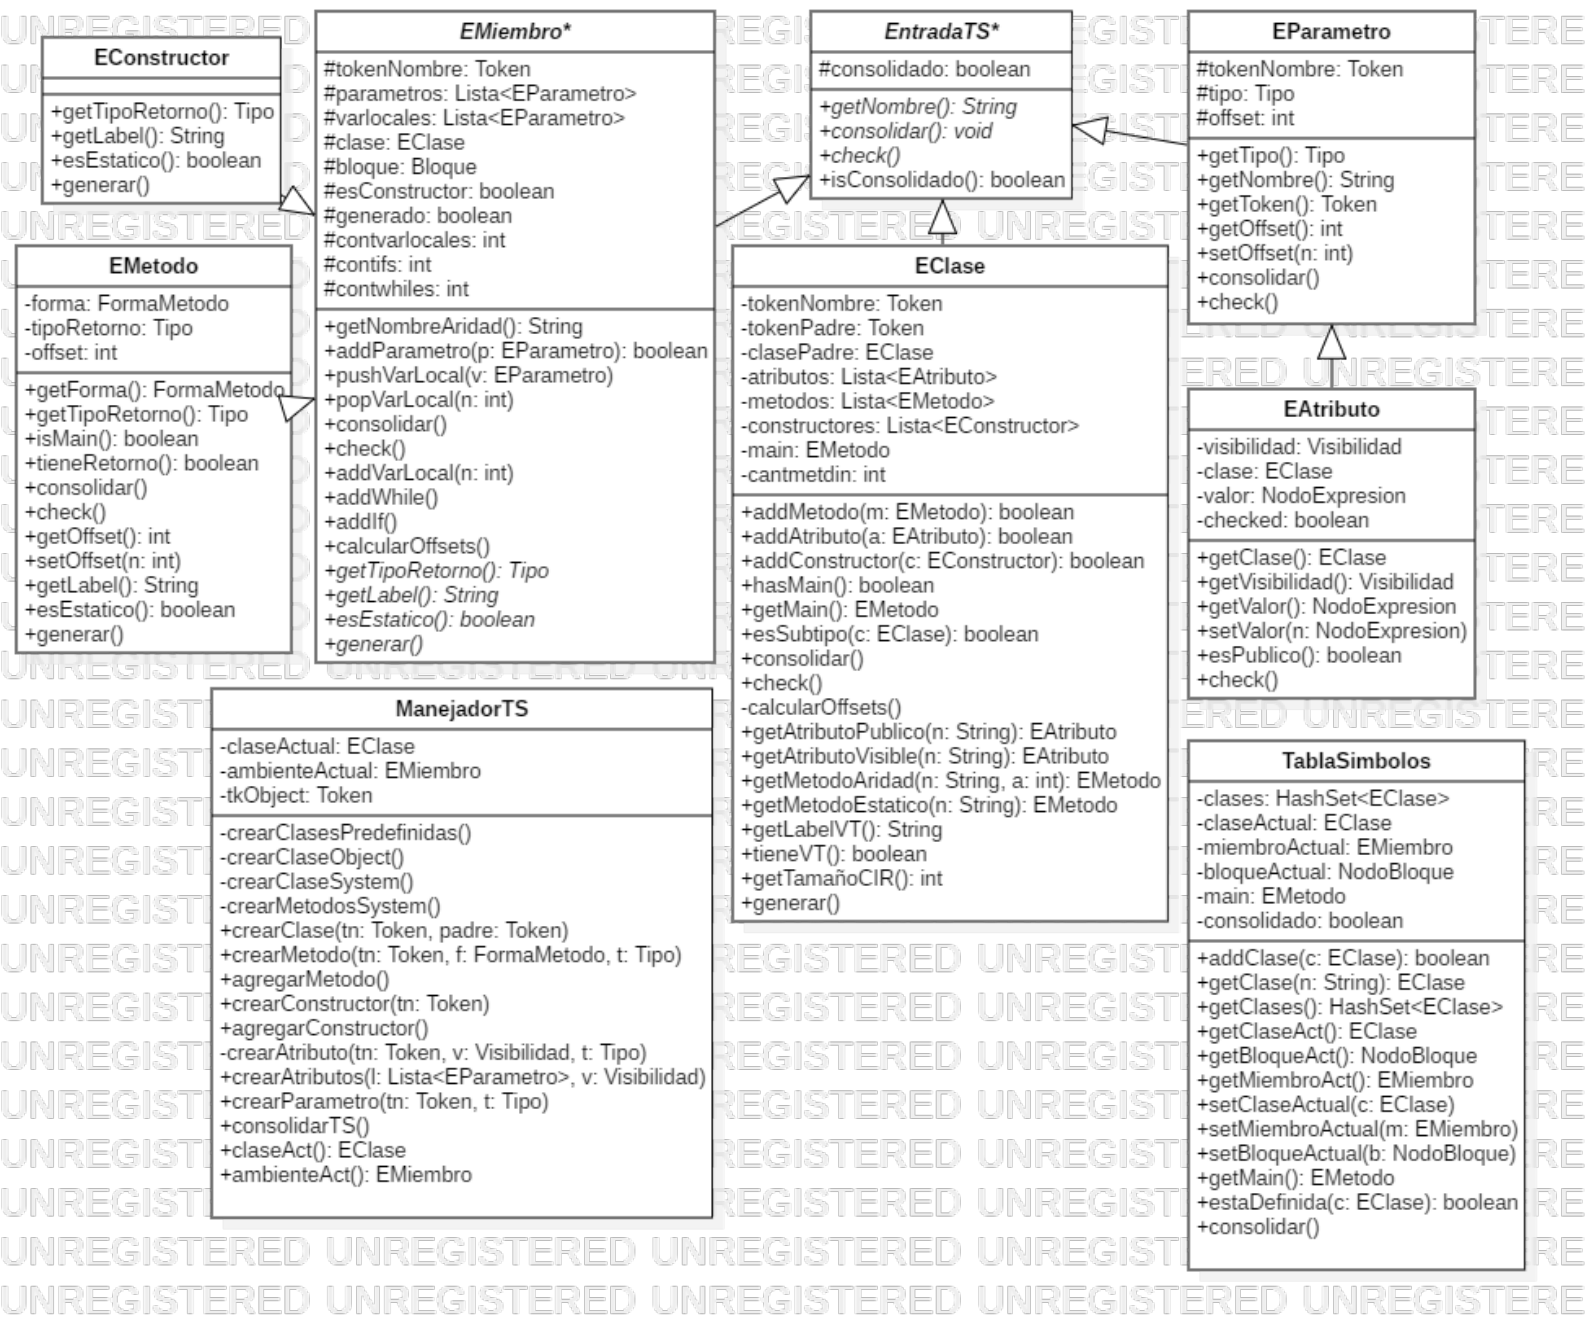 EConstructor
+getTipoRetorno(): Tipo
+getLabel(): String
+esEstatico(): boolean
+generar()
EMiembro*
#tokenNombre: Token
#parametros: Lista<EParametro>
#varlocales: Lista<EParametro>
#clase: EClase
#bloque: Bloque
#esConstructor: boolean
#generado: boolean
#contvarlocales: int
#contifs: int
#contwhiles: int
+getNombreAridad(): String
+addParametro(p: EParametro): boolean
+pushVarLocal(v: EParametro)
+popVarLocal(n: int)
+consolidar()
+check()
+addVarLocal(n: int)
+addWhile()
+addIf()
+calcularOffsets()
+getTipoRetorno(): Tipo
+getLabel(): String
+esEstatico(): boolean
+generar()
EntradaTS*
#consolidado: boolean
+getNombre(): String
+consolidar(): void
+check()
+isConsolidado(): boolean
EParametro
#tokenNombre: Token
#tipo: Tipo
#offset: int
+getTipo(): Tipo
+getNombre(): String
+getToken(): Token
+getOffset(): int
+setOffset(n: int)
+consolidar()
+check()
EMetodo
-forma: FormaMetodo
-tipoRetorno: Tipo
-offset: int
+getForma(): FormaMetodo
+getTipoRetorno(): Tipo
+isMain(): boolean
+tieneRetorno(): boolean
+consolidar()
+check()
+getOffset(): int
+setOffset(n: int)
+getLabel(): String
+esEstatico(): boolean
+generar()
EClase
-tokenNombre: Token
-tokenPadre: Token
-clasePadre: EClase
-atributos: Lista<EAtributo>
-metodos: Lista<EMetodo>
-constructores: Lista<EConstructor>
-main: EMetodo
-cantmetdin: int
+addMetodo(m: EMetodo): boolean
+addAtributo(a: EAtributo): boolean
+addConstructor(c: EConstructor): boolean
+hasMain(): boolean
+getMain(): EMetodo
+esSubtipo(c: EClase): boolean
+consolidar()
+check()
-calcularOffsets()
+getAtributoPublico(n: String): EAtributo
+getAtributoVisible(n: String): EAtributo
+getMetodoAridad(n: String, a: int): EMetodo
+getMetodoEstatico(n: String): EMetodo
+getLabelVT(): String
+tieneVT(): boolean
+getTamañoCIR(): int
+generar()
EAtributo
-visibilidad: Visibilidad
-clase: EClase
-valor: NodoExpresion
-checked: boolean
+getClase(): EClase
+getVisibilidad(): Visibilidad
+getValor(): NodoExpresion
+setValor(n: NodoExpresion)
+esPublico(): boolean
+check()
ManejadorTS
-claseActual: EClase
-ambienteActual: EMiembro
-tkObject: Token
-crearClasesPredefinidas()
-crearClaseObject()
-crearClaseSystem()
-crearMetodosSystem()
+crearClase(tn: Token, padre: Token)
+crearMetodo(tn: Token, f: FormaMetodo, t: Tipo)
+agregarMetodo()
+crearConstructor(tn: Token)
+agregarConstructor()
-crearAtributo(tn: Token, v: Visibilidad, t: Tipo)
+crearAtributos(l: Lista<EParametro>, v: Visibilidad)
+crearParametro(tn: Token, t: Tipo)
+consolidarTS()
+claseAct(): EClase
+ambienteAct(): EMiembro
TablaSimbolos
-clases: HashSet<EClase>
-claseActual: EClase
-miembroActual: EMiembro
-bloqueActual: NodoBloque
-main: EMetodo
-consolidado: boolean
+addClase(c: EClase): boolean
+getClase(n: String): EClase
+getClases(): HashSet<EClase>
+getClaseAct(): EClase
+getBloqueAct(): NodoBloque
+getMiembroAct(): EMiembro
+setClaseActual(c: EClase)
+setMiembroActual(m: EMiembro)
+setBloqueActual(b: NodoBloque)
+getMain(): EMetodo
+estaDefinida(c: EClase): boolean
+consolidar()
UNREGISTERED UNREGISTERED UNREGISTERED UNREGISTERED
UNREGISTERED UNREGISTERED UNREGISTERED UNREGISTERED UNREGISTERE